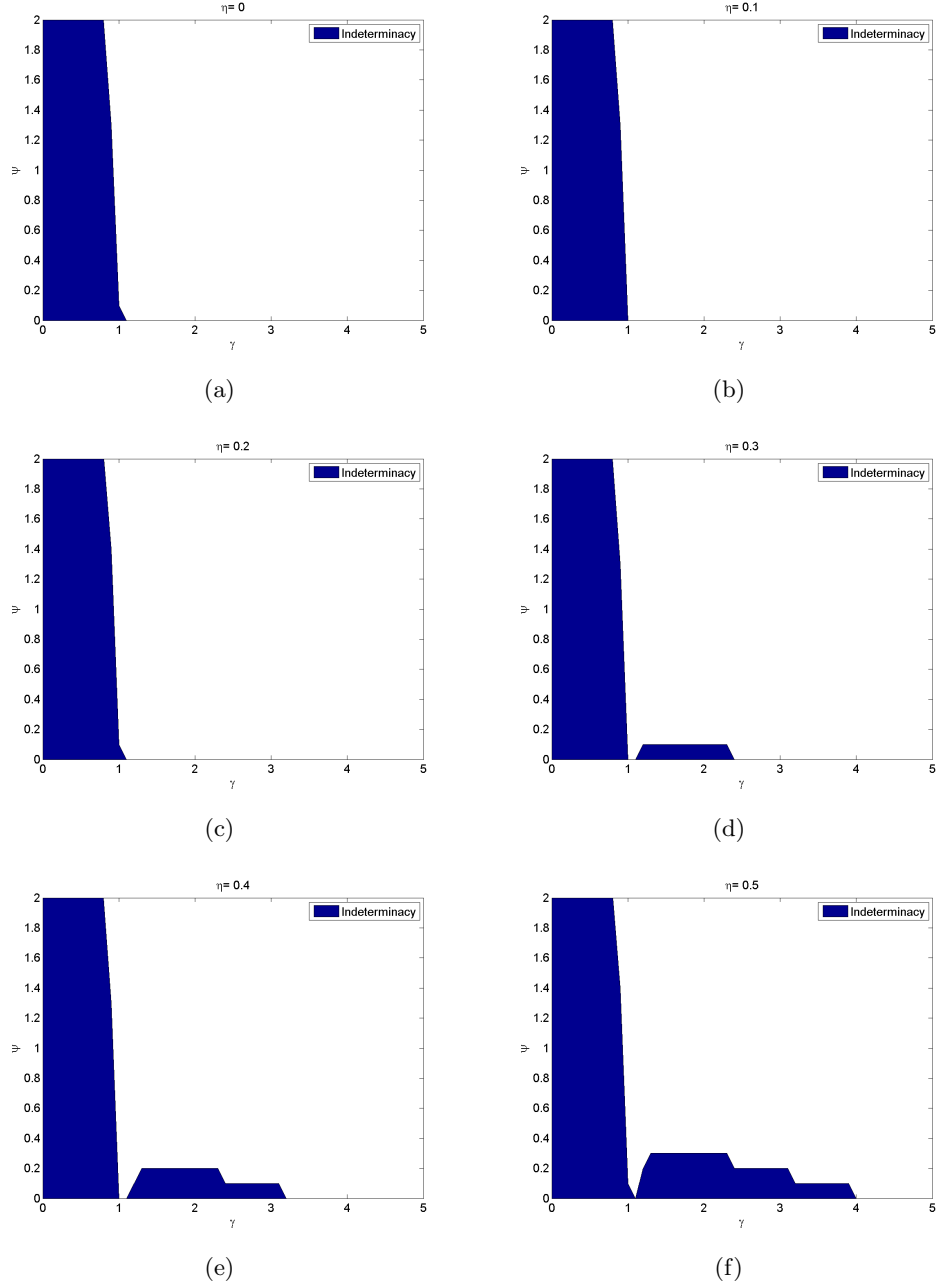 η= 0
Indeterminacy
2
1.8
1.6
1.4
1.2
1
0.8
0.6
0.4
0.2
0
ψ
0 1 2 3 4 5
γ
(a)
η= 0.1
Indeterminacy
2
1.8
1.6
1.4
1.2
1
0.8
0.6
0.4
0.2
0
ψ
0 1 2 3 4 5
γ
(b)
η= 0.2
Indeterminacy
2
1.8
1.6
1.4
1.2
1
0.8
0.6
0.4
0.2
0
ψ
0 1 2 3 4 5
γ
(c)
η= 0.3
Indeterminacy
2
1.8
1.6
1.4
1.2
1
0.8
0.6
0.4
0.2
0
ψ
0 1 2 3 4 5
γ
(d)
η= 0.4
Indeterminacy
2
1.8
1.6
1.4
1.2
1
0.8
0.6
0.4
0.2
0
ψ
0 1 2 3 4 5
γ
(e)
η= 0.5
Indeterminacy
2
1.8
1.6
1.4
1.2
1
0.8
0.6
0.4
0.2
0
ψ
0 1 2 3 4 5
γ
(f)